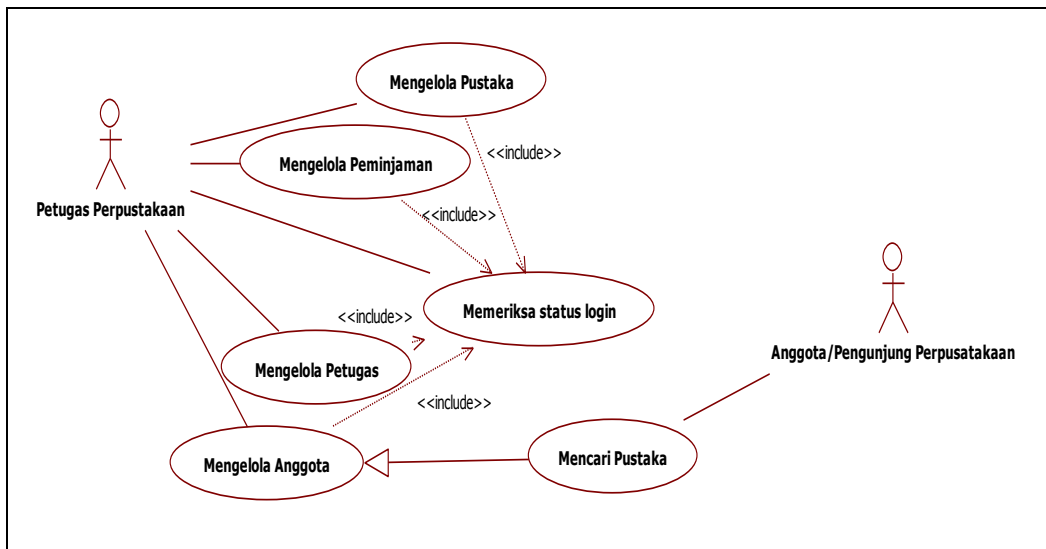 Mengelola Pustaka
<<include>>
Mengelola Peminjaman
Petugas Perpustakaan
<<include>>
Memeriksa status login
<<include>>
Anggota/Pengunjung Perpusatakaan
Mengelola Petugas
<<include>>
Mengelola Anggota
Mencari Pustaka